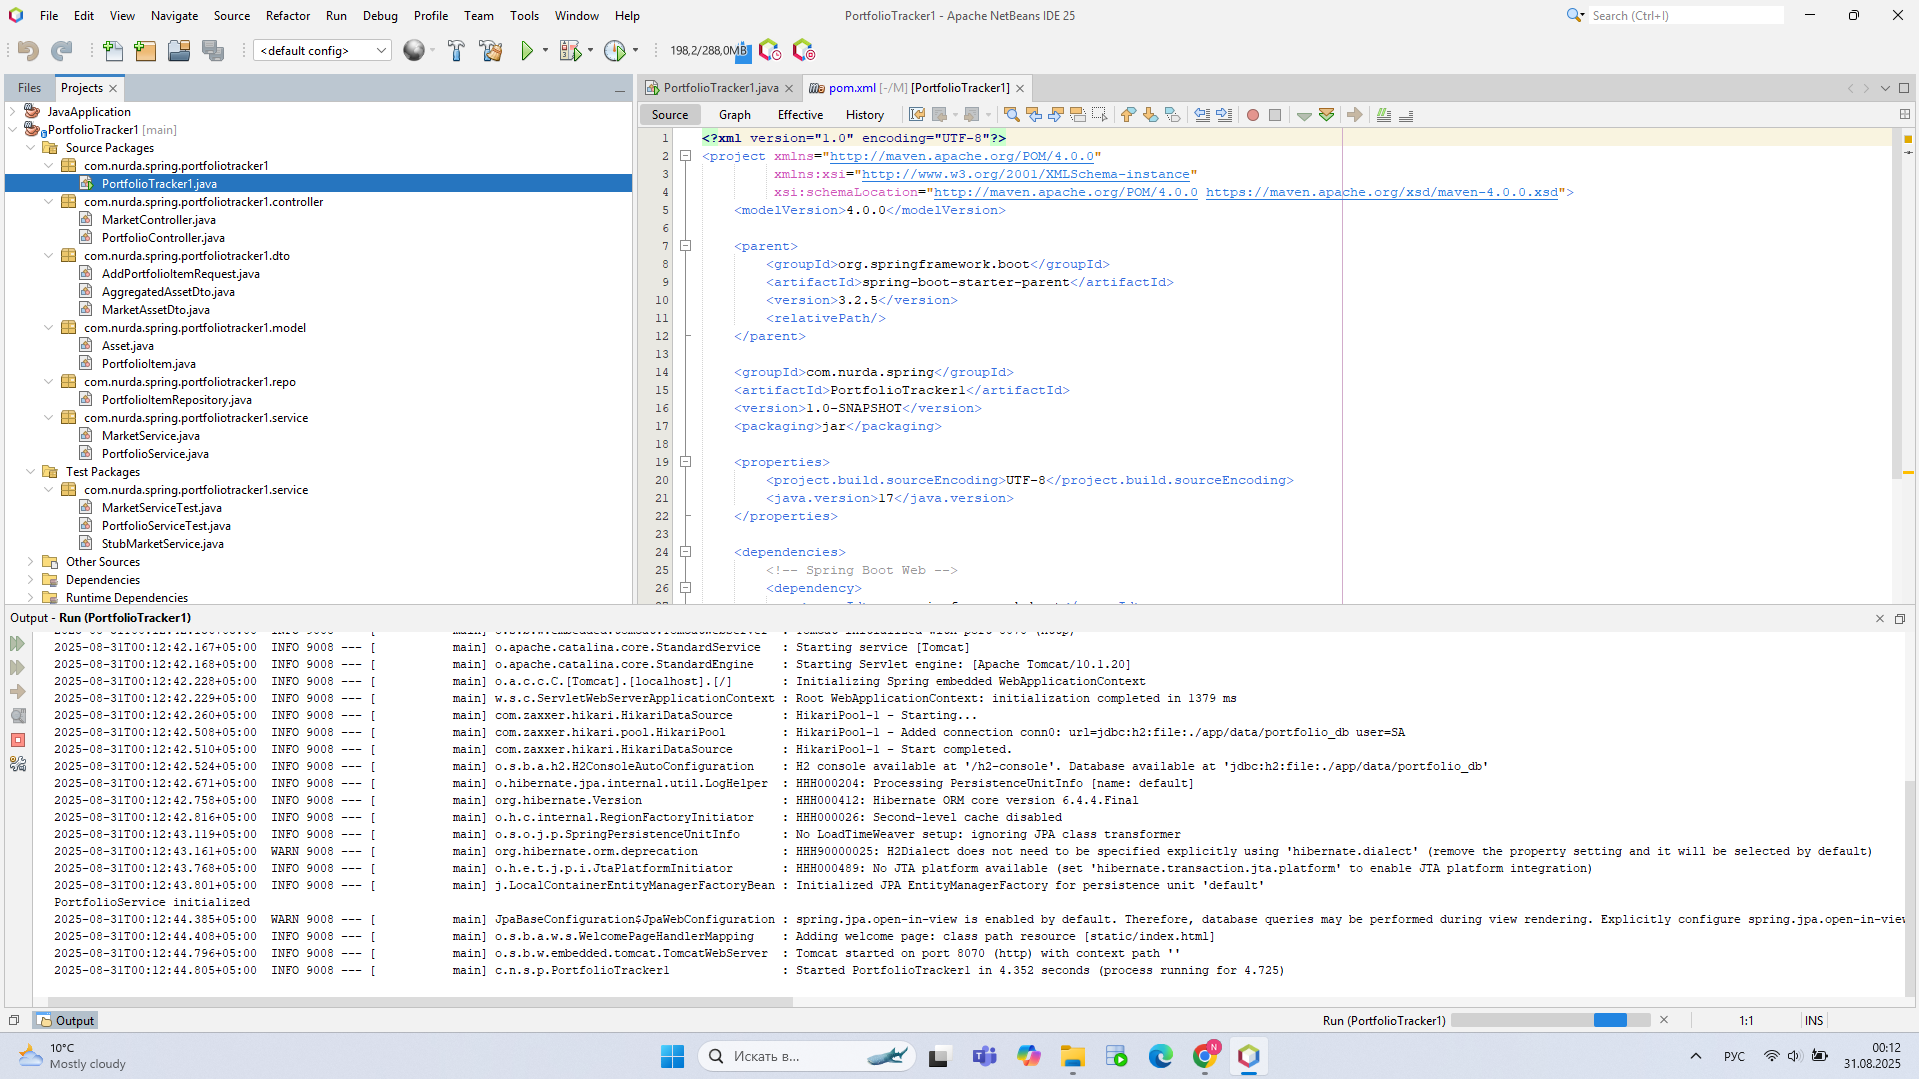 File Edit View Navigate Source Refactor Run Debug Profile Team Tools Window Help
PortfolioTracker1 - Apache NetBeans IDE 25
Search (Ctrl+I)
<default config>
198,2/288,0MB
Files
Projects
JavaApplication
PortfolioTracker1 [main]
Source Packages
com.nurda.spring.portfoliotracker1
PortfolioTracker1.java
com.nurda.spring.portfoliotracker1.controller
MarketController.java
PortfolioController.java
com.nurda.spring.portfoliotracker1.dto
AddPortfolioItemRequest.java
AggregatedAssetDto.java
MarketAssetDto.java
com.nurda.spring.portfoliotracker1.model
Asset.java
PortfolioItem.java
com.nurda.spring.portfoliotracker1.repo
PortfolioItemRepository.java
com.nurda.spring.portfoliotracker1.service
MarketService.java
PortfolioService.java
Test Packages
com.nurda.spring.portfoliotracker1.service
MarketServiceTest.java
PortfolioServiceTest.java
StubMarketService.java
Other Sources
Dependencies
Runtime Dependencies
PortfolioTracker1.java
pom.xml [-/M] [PortfolioTracker1]
Source Graph Effective History
1 <?xml version="1.0" encoding="UTF-8"?>
2 <project xmlns="http://maven.apache.org/POM/4.0.0"
3 xmlns:xsi="http://www.w3.org/2001/XMLSchema-instance"
4 xsi:schemaLocation="http://maven.apache.org/POM/4.0.0 https://maven.apache.org/xsd/maven-4.0.0.xsd">
5 <modelVersion>4.0.0</modelVersion>
6
7 <parent>
8 <groupId>org.springframework.boot</groupId>
9 <artifactId>spring-boot-starter-parent</artifactId>
10 <version>3.2.5</version>
11 <relativePath/>
12 </parent>
13
14 <groupId>com.nurda.spring</groupId>
15 <artifactId>PortfolioTracker1</artifactId>
16 <version>1.0-SNAPSHOT</version>
17 <packaging>jar</packaging>
18
19 <properties>
20 <project.build.sourceEncoding>UTF-8</project.build.sourceEncoding>
21 <java.version>17</java.version>
22 </properties>
23
24 <dependencies>
25 <!-- Spring Boot Web -->
26 <dependency>
Output - Run (PortfolioTracker1)
2025-08-31T00:12:42.167+05:00 INFO 9008 --- [ main] o.apache.catalina.core.StandardService : Starting service [Tomcat]
2025-08-31T00:12:42.168+05:00 INFO 9008 --- [ main] o.apache.catalina.core.StandardEngine : Starting Servlet engine: [Apache Tomcat/10.1.20]
2025-08-31T00:12:42.228+05:00 INFO 9008 --- [ main] o.a.c.c.C.[Tomcat].[localhost].[/] : Initializing Spring embedded WebApplicationContext
2025-08-31T00:12:42.229+05:00 INFO 9008 --- [ main] w.s.c.ServletWebServerApplicationContext : Root WebApplicationContext: initialization completed in 1379 ms
2025-08-31T00:12:42.260+05:00 INFO 9008 --- [ main] com.zaxxer.hikari.HikariDataSource : HikariPool-1 - Starting...
2025-08-31T00:12:42.508+05:00 INFO 9008 --- [ main] com.zaxxer.hikari.pool.HikariPool : HikariPool-1 - Added connection conn0: url=jdbc:h2:file:./app/data/portfolio_db user=SA
2025-08-31T00:12:42.510+05:00 INFO 9008 --- [ main] com.zaxxer.hikari.HikariDataSource : HikariPool-1 - Start completed.
2025-08-31T00:12:42.524+05:00 INFO 9008 --- [ main] o.s.b.a.h2.H2ConsoleAutoConfiguration : H2 console available at '/h2-console'. Database available at 'jdbc:h2:file:./app/data/portfolio_db'
2025-08-31T00:12:42.671+05:00 INFO 9008 --- [ main] o.hibernate.jpa.internal.util.LogHelper : HHH000204: Processing PersistenceUnitInfo [name: default]
2025-08-31T00:12:42.758+05:00 INFO 9008 --- [ main] org.hibernate.Version : HHH000412: Hibernate ORM core version 6.4.4.Final
2025-08-31T00:12:42.816+05:00 INFO 9008 --- [ main] o.h.c.internal.RegionFactoryInitiator : HHH000026: Second-level cache disabled
2025-08-31T00:12:43.119+05:00 INFO 9008 --- [ main] o.s.o.j.p.SpringPersistenceUnitInfo : No LoadTimeWeaver setup: ignoring JPA class transformer
2025-08-31T00:12:43.161+05:00 WARN 9008 --- [ main] org.hibernate.orm.deprecation : HHH90000025: H2Dialect does not need to be specified explicitly using 'hibernate.dialect' (remove the property setting and it will be selected by default)
2025-08-31T00:12:43.768+05:00 INFO 9008 --- [ main] o.h.e.t.j.p.i.JtaPlatformInitiator : HHH000489: No JTA platform available (set 'hibernate.transaction.jta.platform' to enable JTA platform integration)
2025-08-31T00:12:43.801+05:00 INFO 9008 --- [ main] j.LocalContainerEntityManagerFactoryBean : Initialized JPA EntityManagerFactory for persistence unit 'default'
PortfolioService initialized
2025-08-31T00:12:44.385+05:00 WARN 9008 --- [ main] JpaBaseConfiguration$JpaWebConfiguration : spring.jpa.open-in-view is enabled by default. Therefore, database queries may be performed during view rendering. Explicitly configure spring.jpa.open-in-view
2025-08-31T00:12:44.408+05:00 INFO 9008 --- [ main] o.s.b.a.w.s.WelcomePageHandlerMapping : Adding welcome page: class path resource [static/index.html]
2025-08-31T00:12:44.796+05:00 INFO 9008 --- [ main] o.s.b.w.embedded.tomcat.TomcatWebServer : Tomcat started on port 8070 (http) with context path ''
2025-08-31T00:12:44.805+05:00 INFO 9008 --- [ main] c.n.s.p.PortfolioTracker1 : Started PortfolioTracker1 in 4.352 seconds (process running for 4.725)
Output
Run (PortfolioTracker1)
1:1
INS
10°C
Mostly cloudy
Искать в...
N
РУС
00:12
31.08.2025